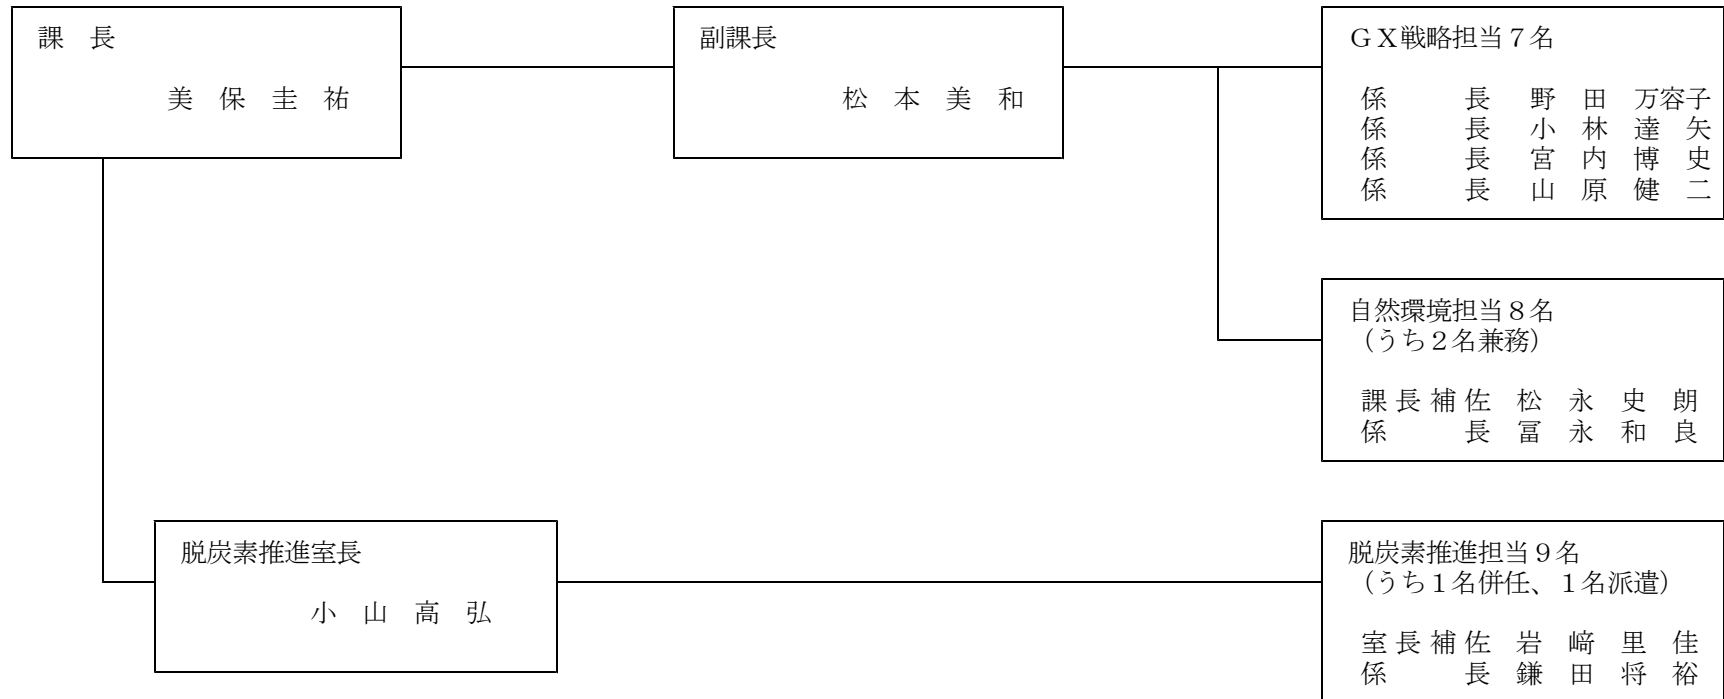 課　長
美　保　圭　祐
副課長
松　本　美　和
ＧＸ戦略担当７名
係　　　長　野　田　万容子
係　　　長　小　林　達　矢
係　　　長　宮　内　博　史
係　　　長　山　原　健　二
自然環境担当８名
（うち２名兼務）
課長補佐　松　永　史　朗
係　　　長　冨　永　和　良
脱炭素推進室長
小　山　高　弘
脱炭素推進担当９名
（うち１名併任、１名派遣）
室長補佐　岩　﨑　里　佳
係　　　長　鎌　田　将　裕